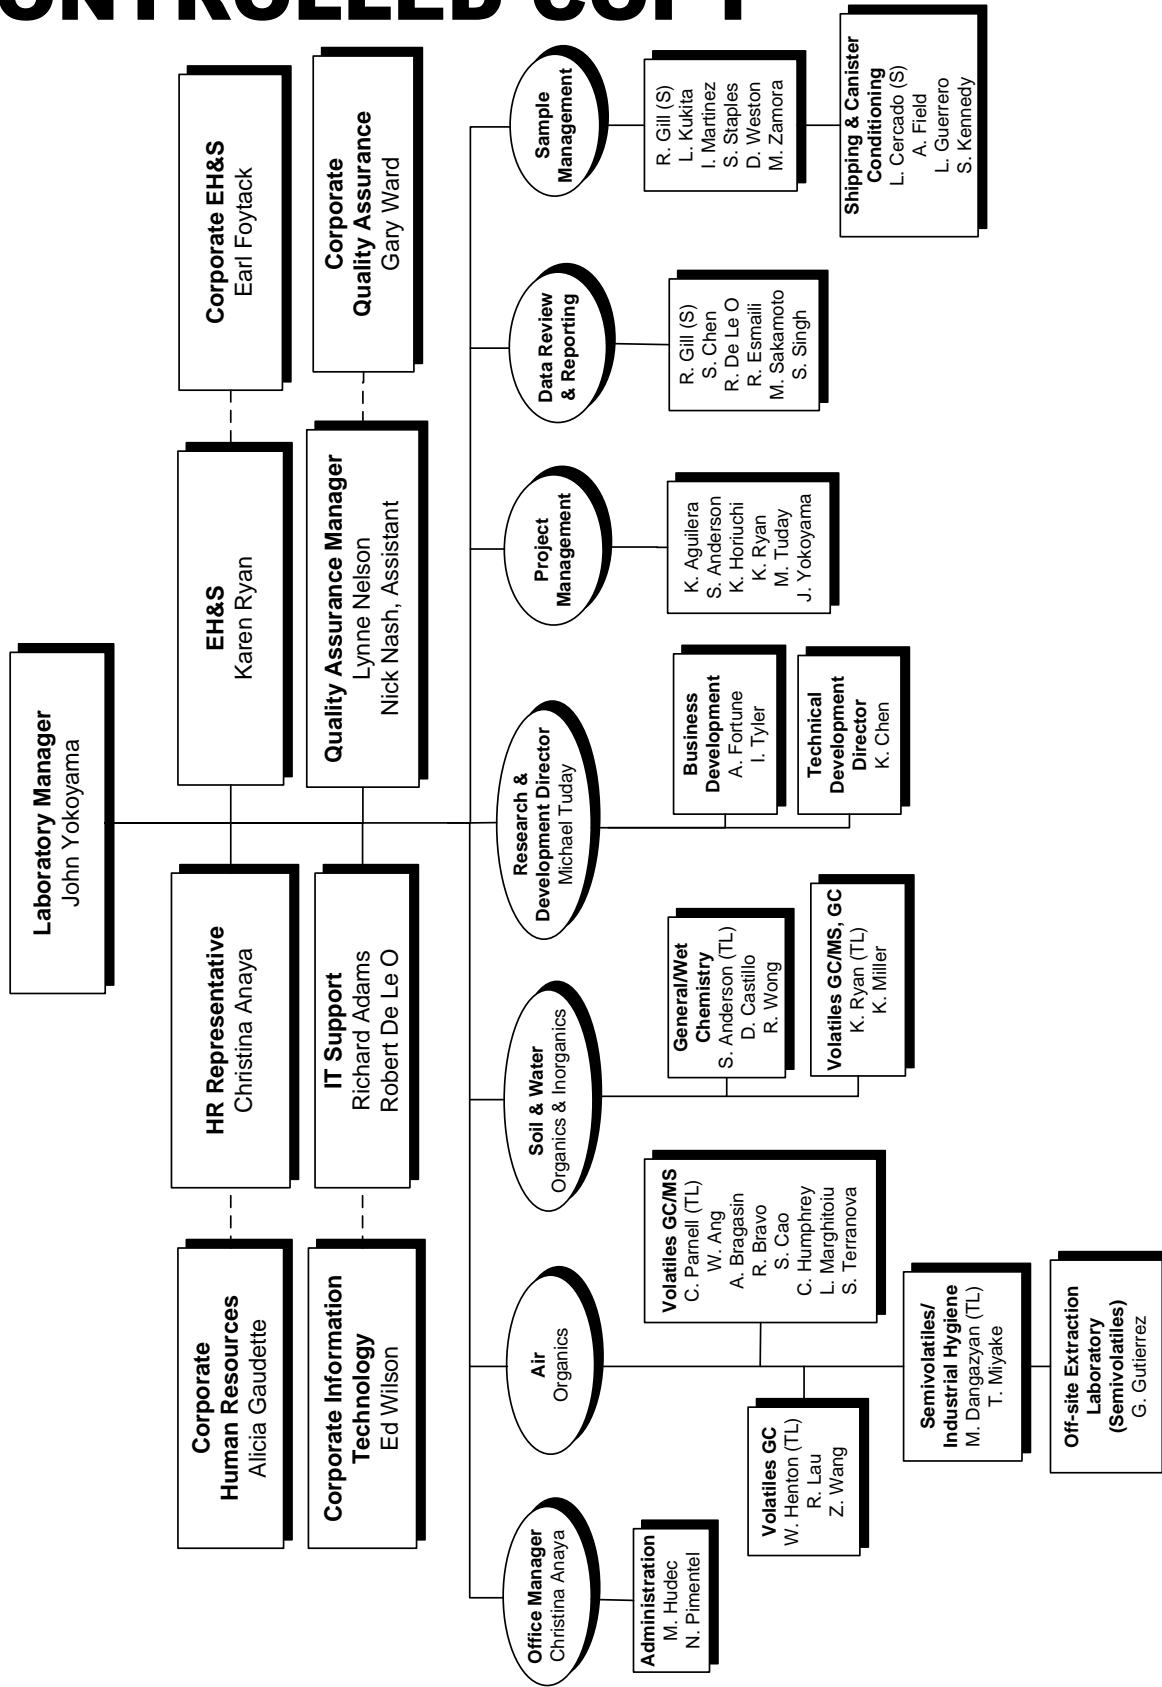 ONTROLLED COPY
Laboratory Manager
John Yokoyama
Corporate
Human Resources
Alicia Gaudette
HR Representative
Christina Anaya
EH&S
Karen Ryan
Corporate EH&S
Earl Foytack
Corporate Information
Technology
Ed Wilson
IT Support
Richard Adams
Robert De Le O
Quality Assurance Manager
Lynne Nelson
Nick Nash, Assistant
Corporate
Quality Assurance
Gary Ward
Office Manager
Christina Anaya
Administration
M. Hudec
N. Pimentel
Air
Organics
Volatiles GC/MS
C. Parnell (TL)
W. Ang
A. Bragasin
R. Bravo
S. Cao
C. Humphrey
L. Marghitoiu
S. Terranova
Volatiles GC
W. Henton (TL)
R. Lau
Z. Wang
Semivolatiles/
Industrial Hygiene
M. Dangazyan (TL)
T. Miyake
Off-site Extraction
Laboratory
(Semivolatiles)
G. Gutierrez
Soil & Water
Organics & Inorganics
General/Wet
Chemistry
S. Anderson (TL)
D. Castillo
R. Wong
Volatiles GC/MS, GC
K. Ryan (TL)
K. Miller
Research &
Development Director
Michael Tuday
Business
Development
A. Fortune
I. Tyler
Technical
Development
Director
K. Chen
Project
Management
K. Aguilera
S. Anderson
K. Horiuchi
K. Ryan
M. Tuday
J. Yokoyama
Data Review
& Reporting
R. Gill (S)
S. Chen
R. De Le O
R. Esmaili
M. Sakamoto
S. Singh
Sample
Management
R. Gill (S)
L. Kukita
I. Martinez
S. Staples
D. Weston
M. Zamora
Shipping & Canister
Conditioning
L. Cercado (S)
A. Field
L. Guerrero
S. Kennedy